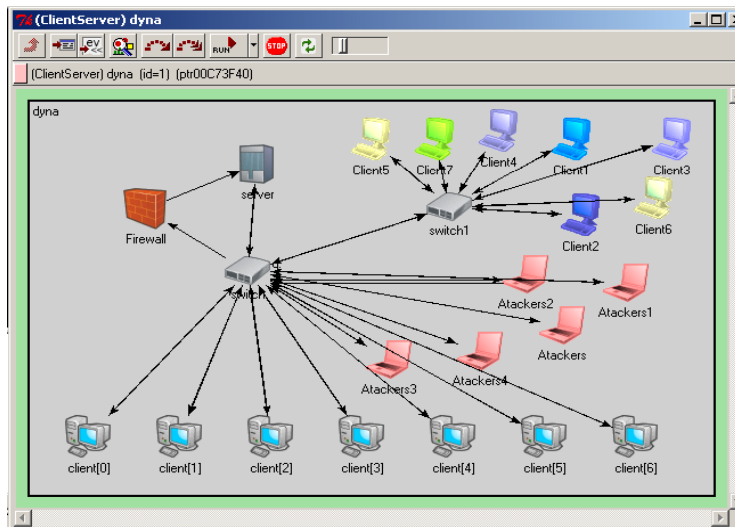 (ClientServer) dyna
EV
<<
RUN
STOP
(ClientServer) dyna (id=1) (ptr00C73F40)
dyna
Client5
Client7
Client4
Client1
Client3
server
Firewall
switch1
Client2
Client6
switch
Atackers2
Atackers1
Atackers
Atackers3
Atackers4
client[0]
client[1]
client[2]
client[3]
client[4]
client[5]
client[6]